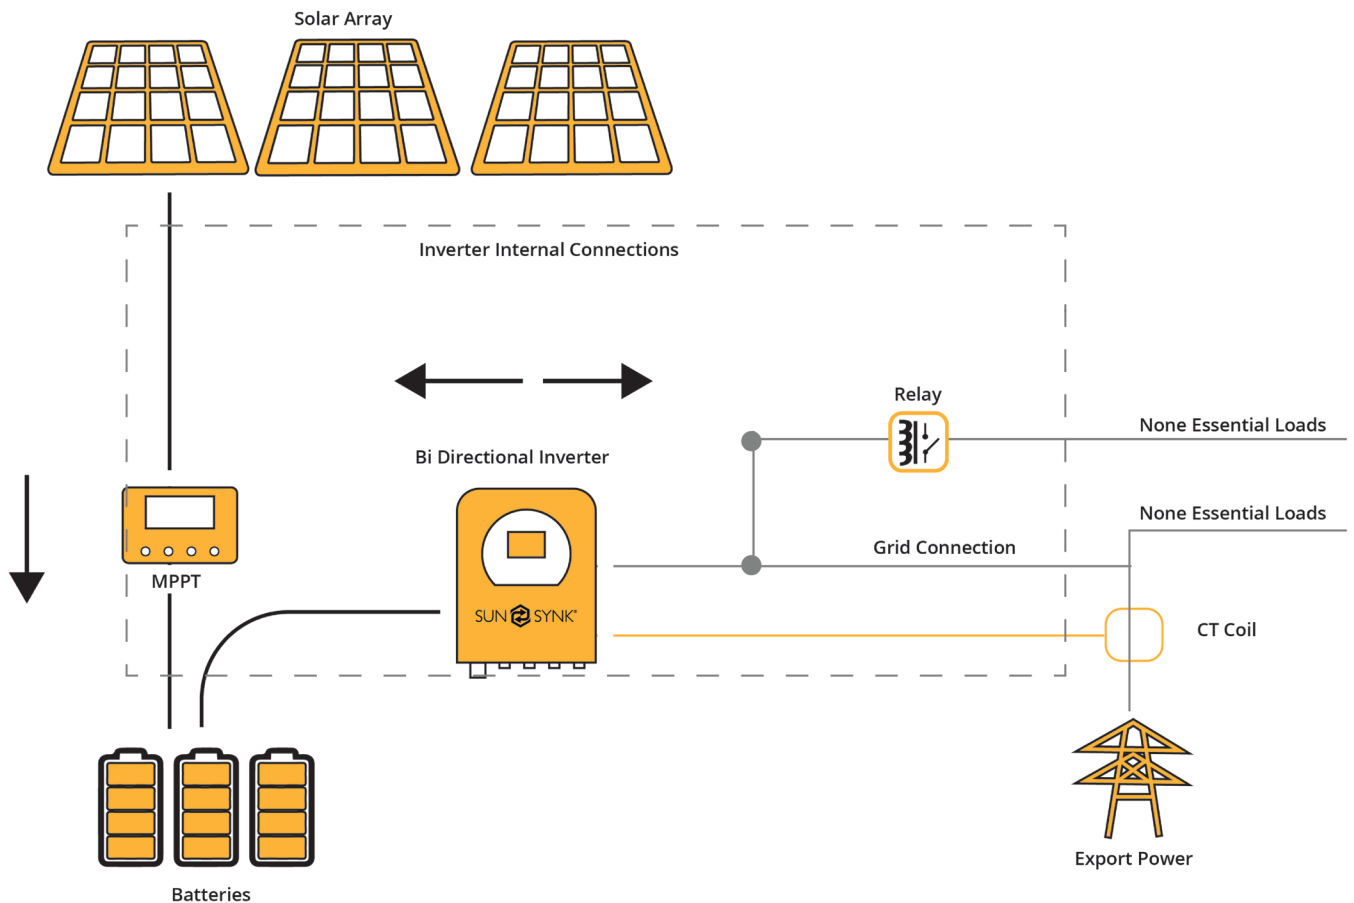 Solar Array
Inverter Internal Connections
Relay
None Essential Loads
Bi Directional Inverter
None Essential Loads
Grid Connection
MPPT
SUN SYNK®
CT Coil
Export Power
Batteries